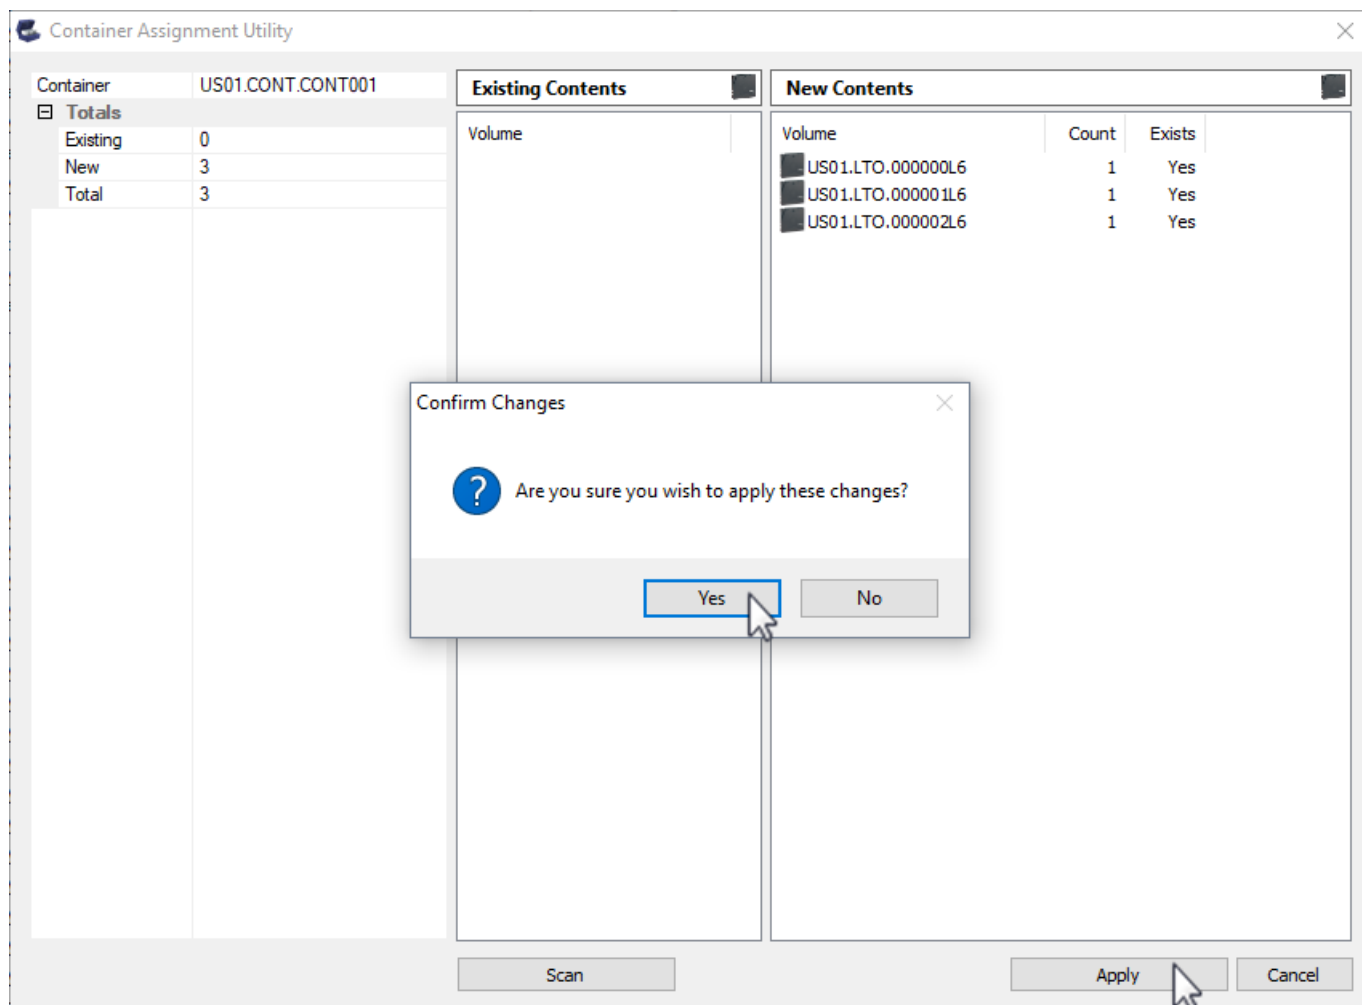 Container Assignment Utility
Container US01.CONT.CONT001
Totals
Existing 0
New 3
Total 3
Existing Contents
Volume
New Contents
Volume Count Exists
US01.LTO.000000L6 1 Yes
US01.LTO.000001L6 1 Yes
US01.LTO.000002L6 1 Yes
Confirm Changes
? Are you sure you wish to apply these changes?
Yes No
Scan Apply Cancel